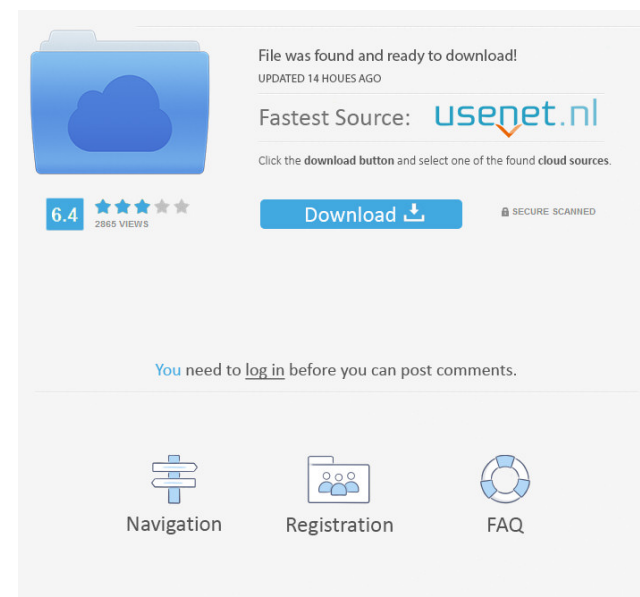 File was found and ready to download!
UPDATED 14 HOUES AGO
Fastest Source: usenet.nl
Click the download button and select one of the found cloud sources.
6.4
2865 VIEWS
Download
SECURE SCANNED
You need to log in before you can post comments.
Navigation
Registration
FAQ